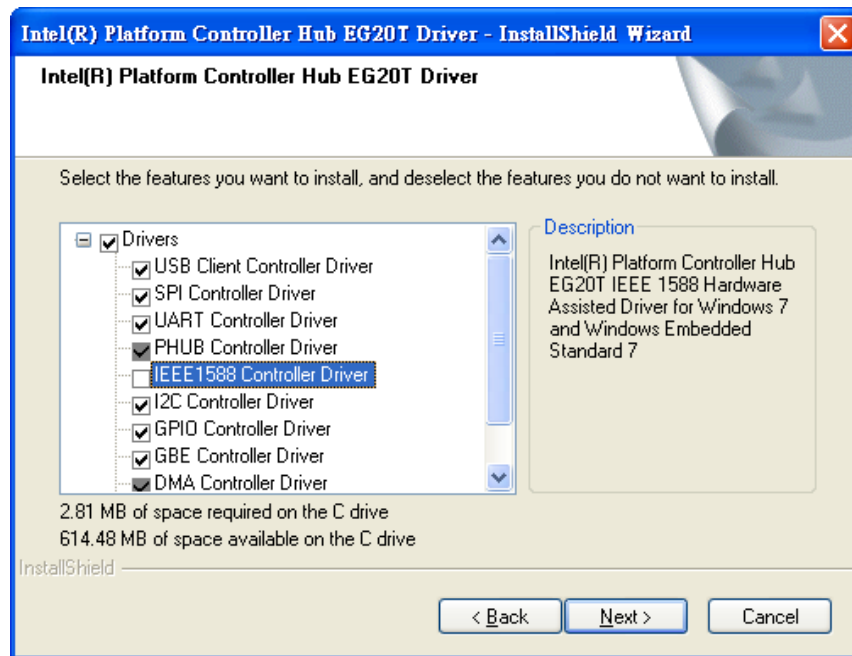 Intel(R) Platform Controller Hub EG20T Driver - InstallShield Wizard
Intel(R) Platform Controller Hub EG20T Driver
Select the features you want to install, and deselect the features you do not want to install.
Drivers
USB Client Controller Driver
SPI Controller Driver
UART Controller Driver
PHUB Controller Driver
IEEE1588 Controller Driver
I2C Controller Driver
GPIO Controller Driver
GBE Controller Driver
DMA Controller Driver
Description
Intel(R) Platform Controller Hub
EG20T IEEE 1588 Hardware
Assisted Driver for Windows 7
and Windows Embedded
Standard 7
2.81 MB of space required on the C drive
614.48 MB of space available on the C drive
InstallShield
< Back
Next >
Cancel